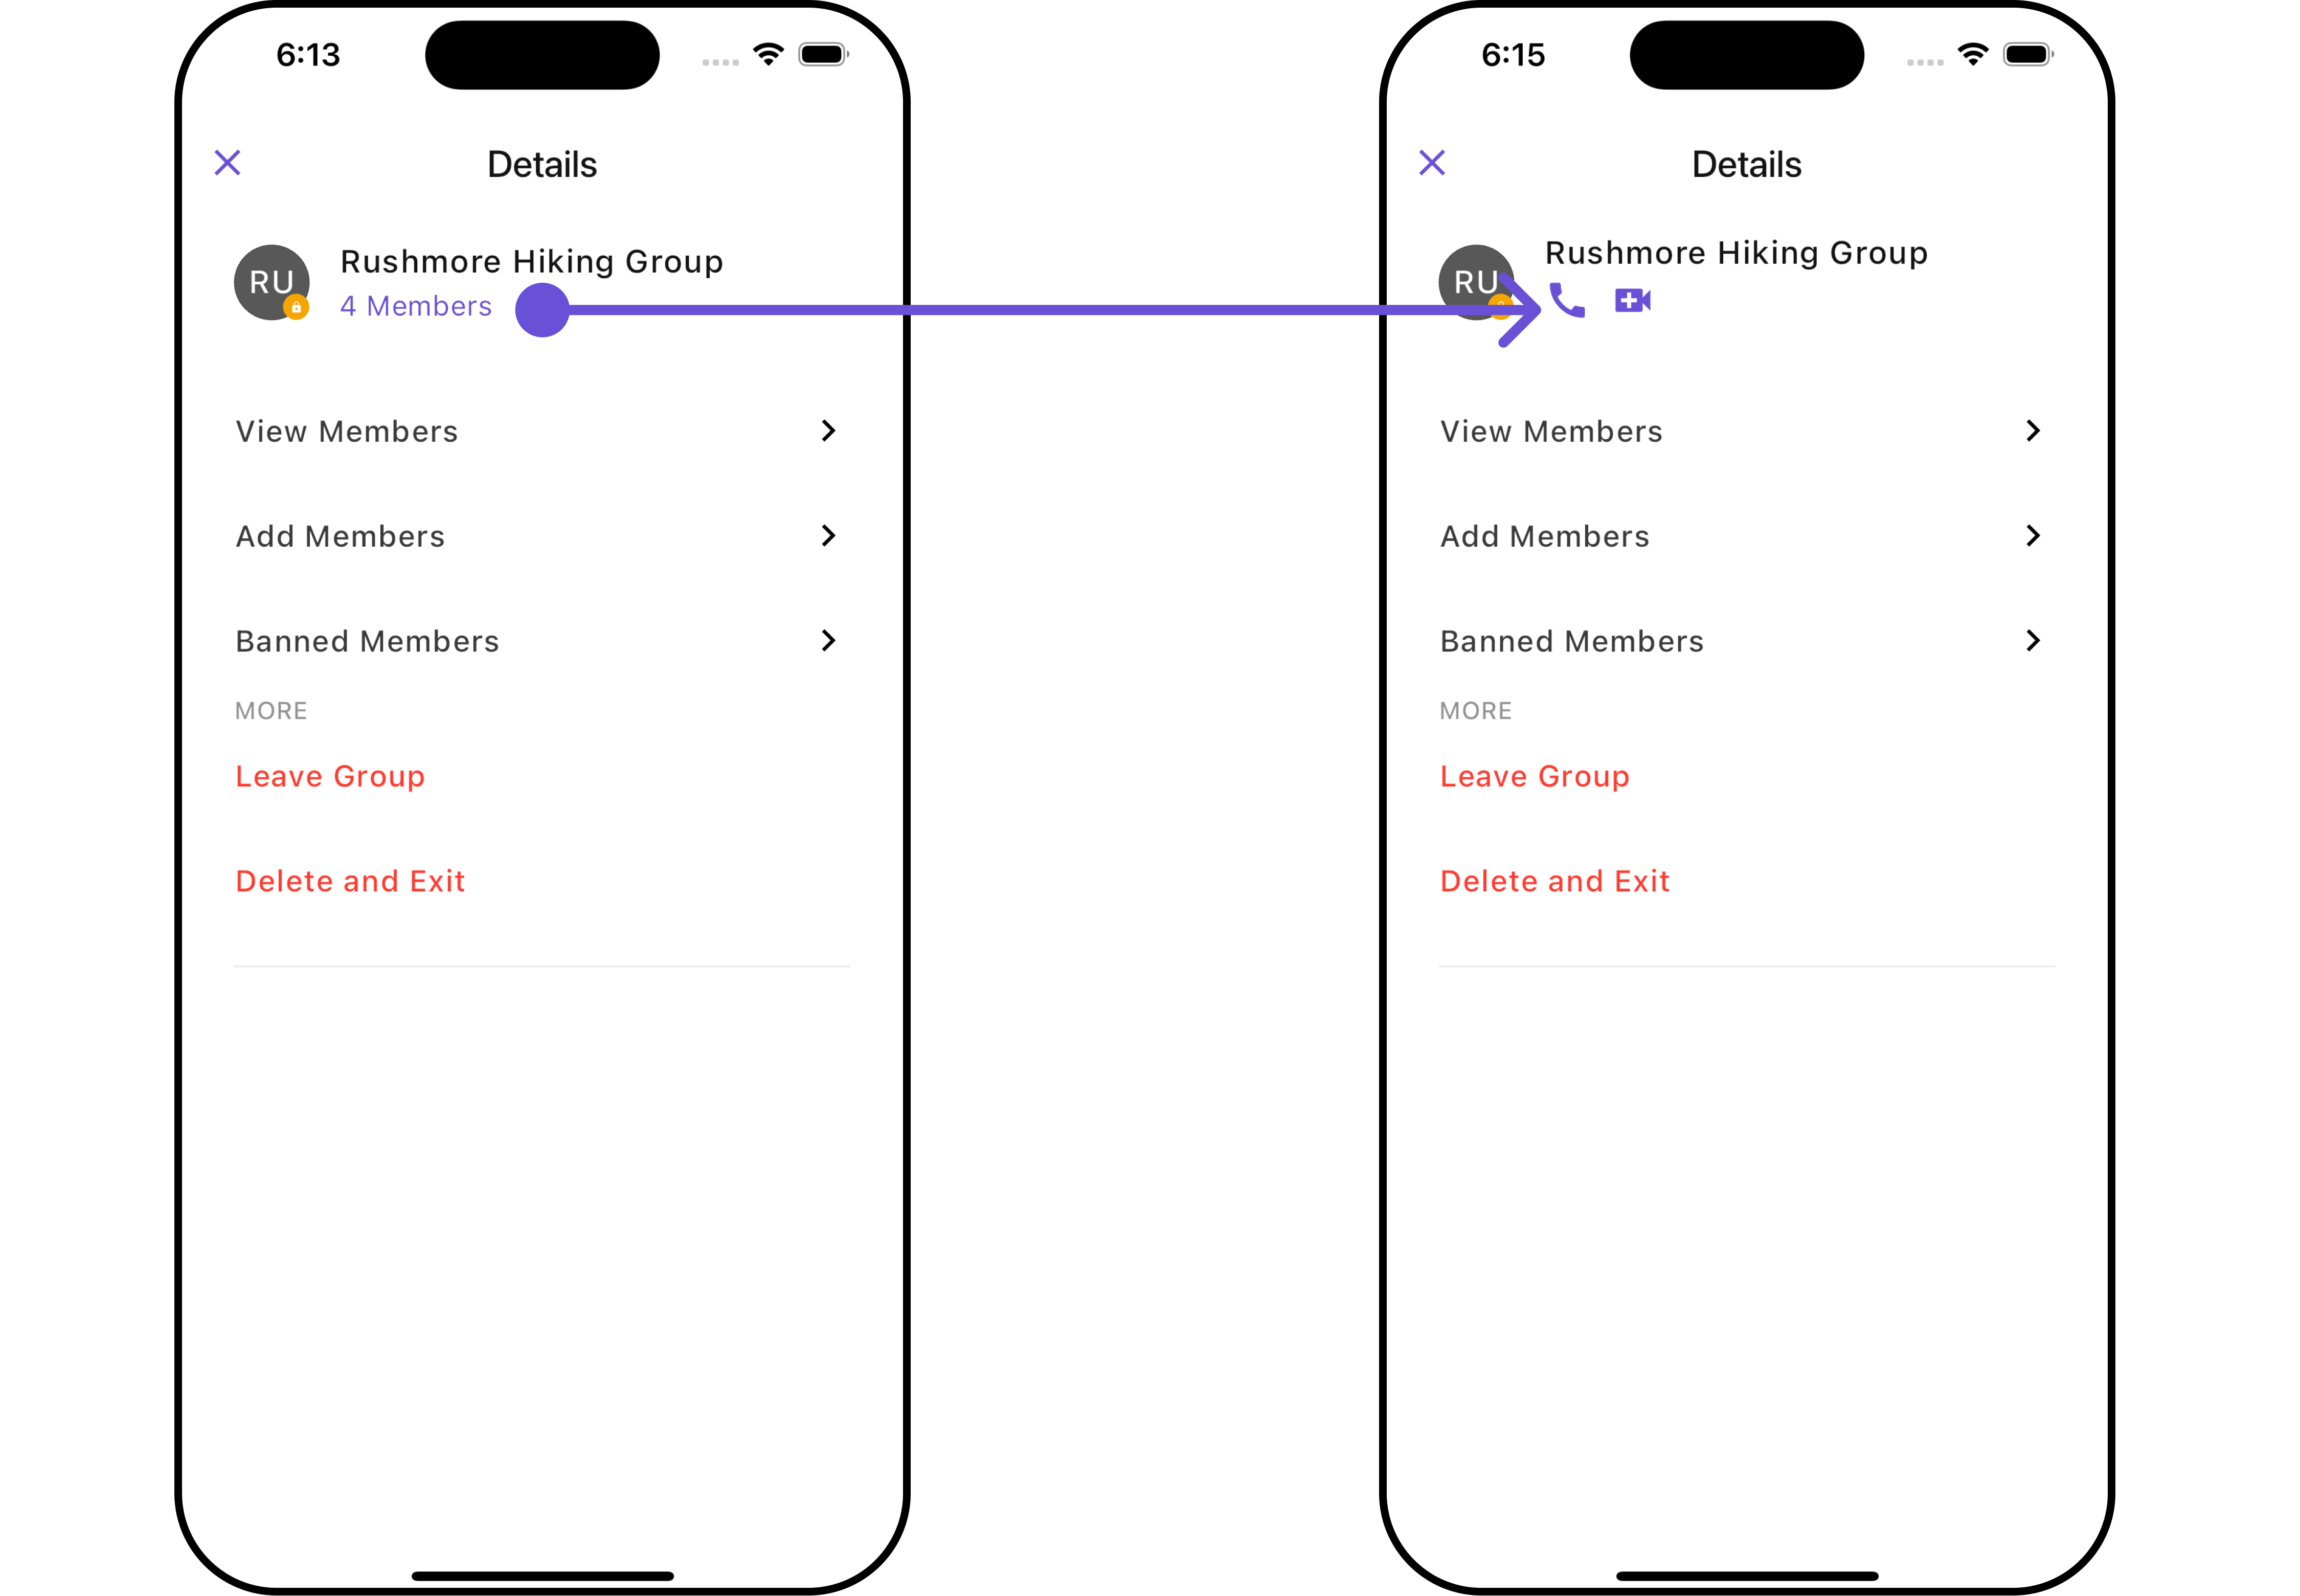 6:13
Details
RU
Rushmore Hiking Group
4 Members
View Members
Add Members
Banned Members
MORE
Leave Group
Delete and Exit
6:15
Details
RU
Rushmore Hiking Group
View Members
Add Members
Banned Members
MORE
Leave Group
Delete and Exit